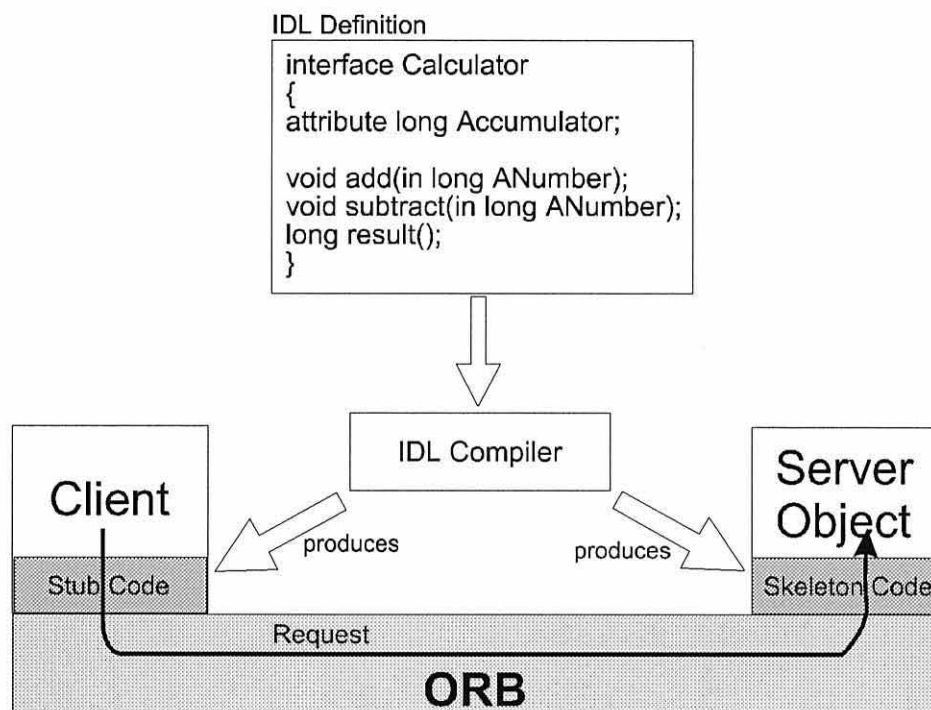 IDL Definition
interface Calculator
{
attribute long Accumulator;
void add(in long ANumber);
void subtract(in long ANumber);
long result();
}
IDL Compiler
Client
Server
Object
produces
produces
Stub Code
Skeleton Code
Request
ORB